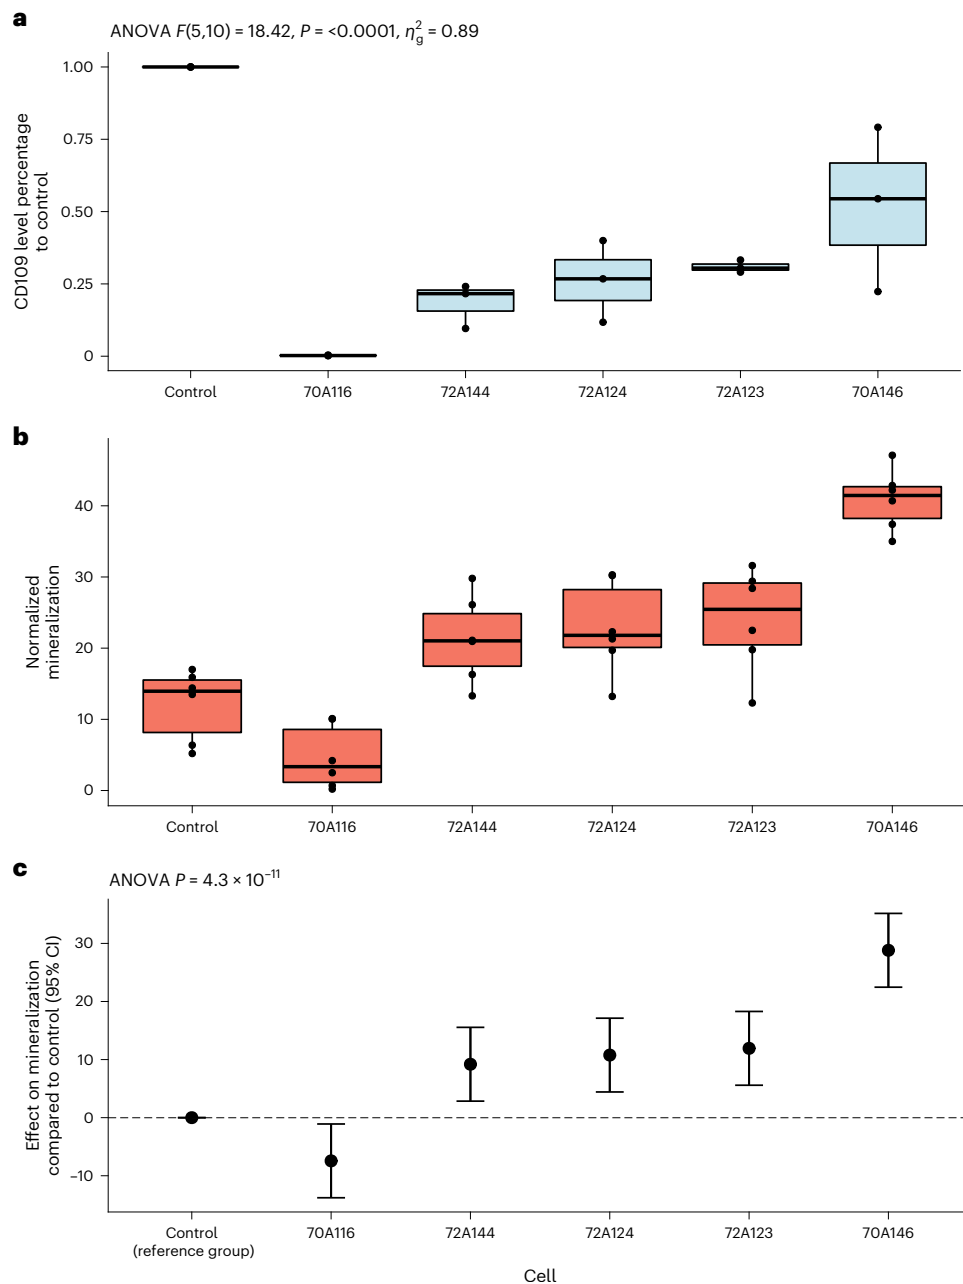 a
ANOVA F(5,10) = 18.42, P = <0.0001, η²g = 0.89
CD109 level percentage
to control
1.00
0.75
0.50
0.25
0
Control 70A116 72A144 72A124 72A123 70A146
b
Normalized
mineralization
40
30
20
10
0
Control 70A116 72A144 72A124 72A123 70A146
c
ANOVA P = 4.3 × 10⁻¹¹
Effect on mineralization
compared to control (95% CI)
30
20
10
0
–10
Control 70A116 72A144 72A124 72A123 70A146
(reference group)
Cell